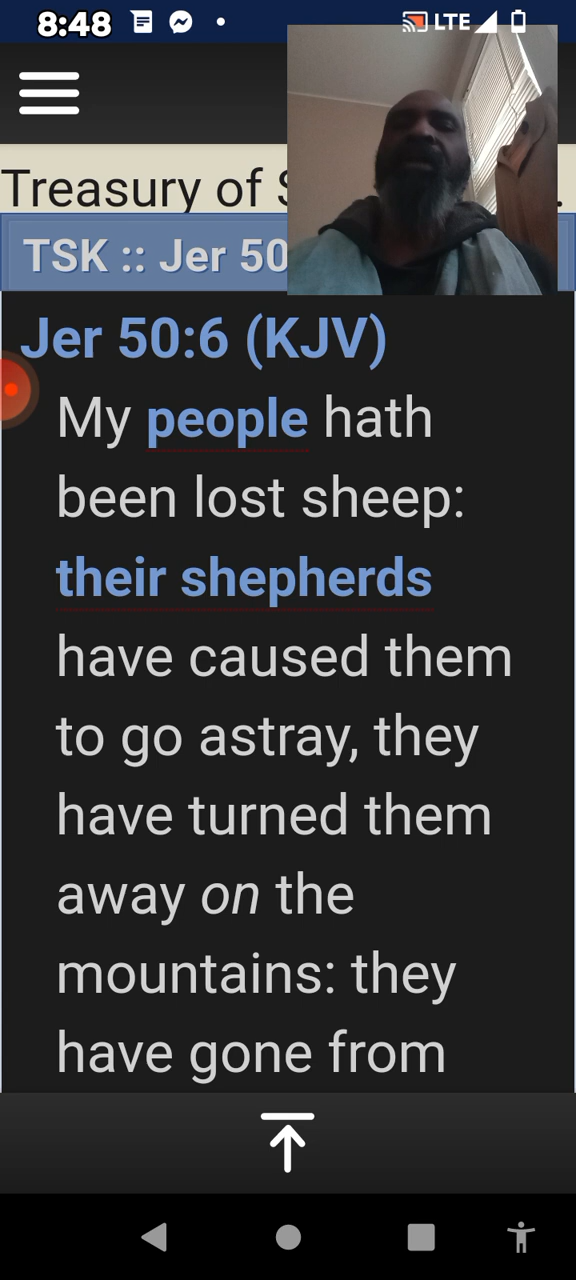 8:48 LTE
Treasury of S
TSK :: Jer 50
Jer 50:6 (KJV)
My people hath
been lost sheep:
their shepherds
have caused them
to go astray, they
have turned them
away on the
mountains: they
have gone from